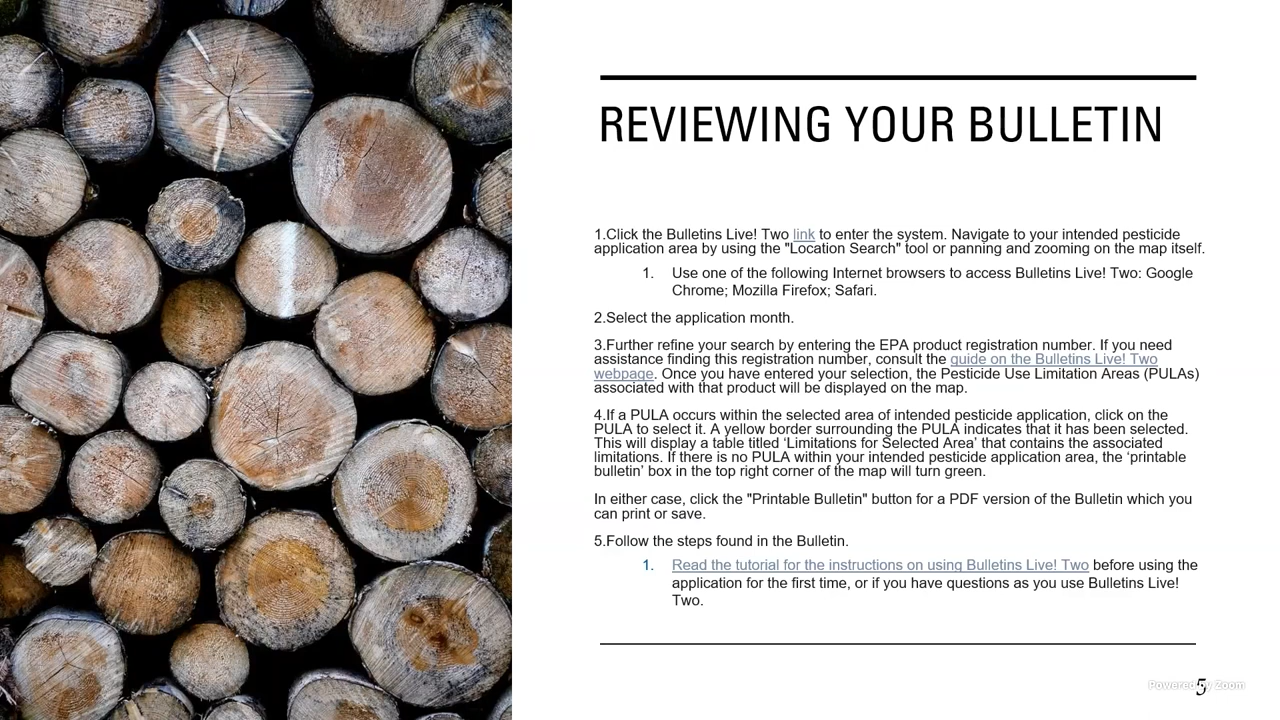 REVIEWING YOUR BULLETIN
1.Click the Bulletins Live! Two link to enter the system. Navigate to your intended pesticide
application area by using the "Location Search" tool or panning and zooming on the map itself.
1. Use one of the following Internet browsers to access Bulletins Live! Two: Google
Chrome; Mozilla Firefox; Safari.
2.Select the application month.
3.Further refine your search by entering the EPA product registration number. If you need
assistance finding this registration number, consult the guide on the Bulletins Live! Two
webpage. Once you have entered your selection, the Pesticide Use Limitation Areas (PULAs)
associated with that product will be displayed on the map.
4.If a PULA occurs within the selected area of intended pesticide application, click on the
PULA to select it. A yellow border surrounding the PULA indicates that it has been selected.
This will display a table titled ‘Limitations for Selected Area’ that contains the associated
limitations. If there is no PULA within your intended pesticide application area, the ‘printable
bulletin’ box in the top right corner of the map will turn green.
In either case, click the "Printable Bulletin" button for a PDF version of the Bulletin which you
can print or save.
5.Follow the steps found in the Bulletin.
1. Read the tutorial for the instructions on using Bulletins Live! Two before using the
application for the first time, or if you have questions as you use Bulletins Live!
Two.
Powered by Zoom
5